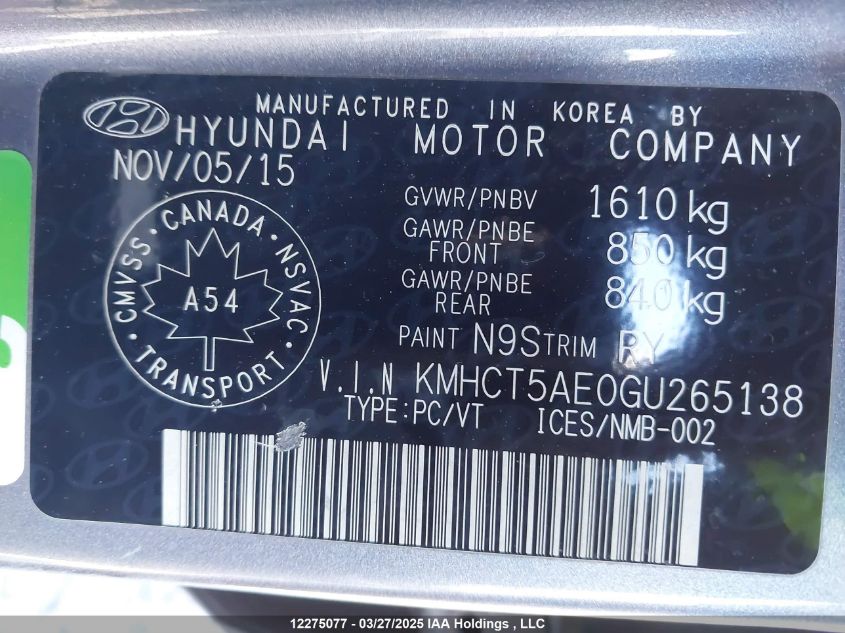 MANUFACTURED IN KOREA BY
HYUNDAI MOTOR COMPANY
NOV/05/15
GVWR/PNBV 1610 kg
GAWR/PNBE FRONT 850 kg
GAWR/PNBE REAR 840 kg
PAINT N9S TRIM RY
CMVSS · CANADA · NSVAC · TRANSPORT ·
A54
V.I.N KMHCT5AE0GU265138
TYPE:PC/VT ICES/NMB-002
12275077 - 03/27/2025 IAA Holdings , LLC